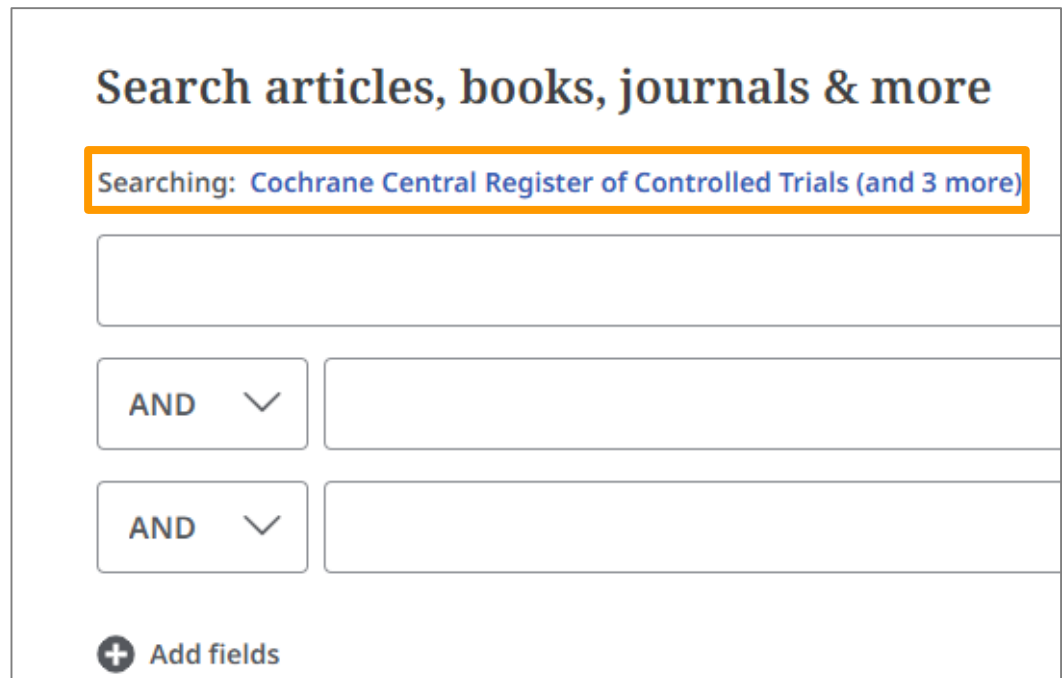 Search articles, books, journals & more
Searching: Cochrane Central Register of Controlled Trials (and 3 more)
AND
AND
Add fields